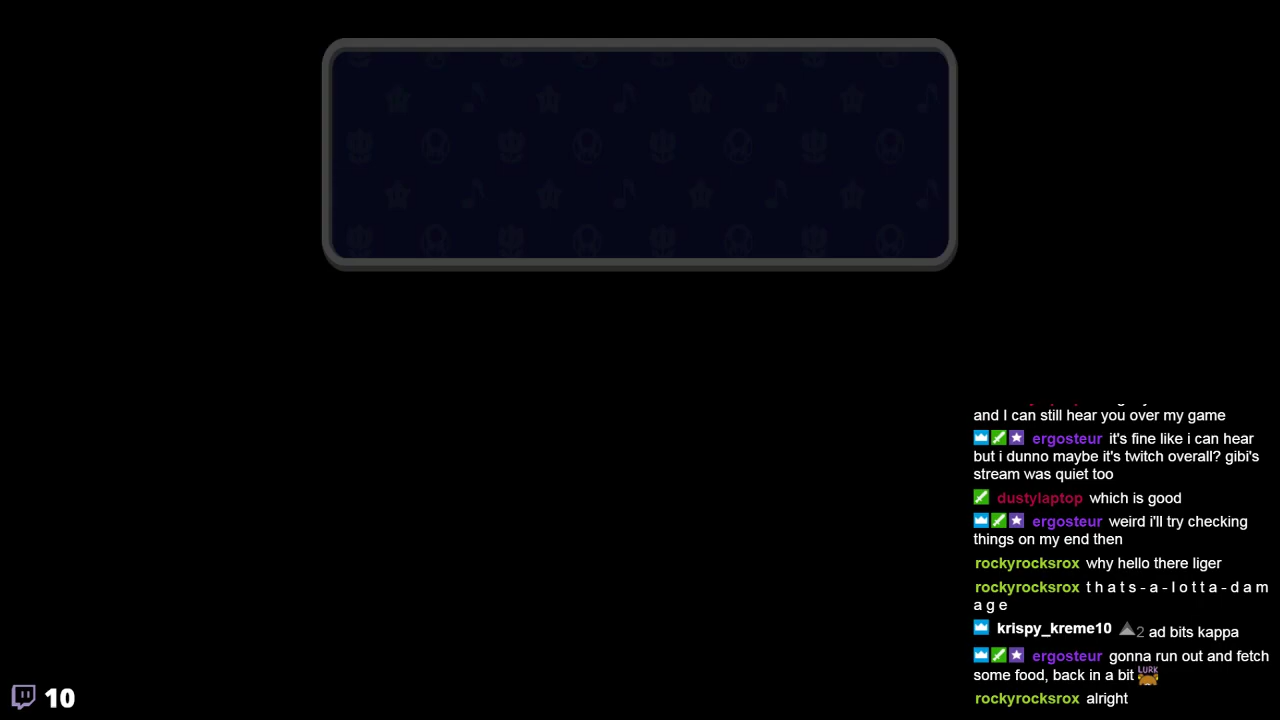 and I can still hear you over my game
ergosteur it's fine like i can hear
but i dunno maybe it's twitch overall? gibi's
stream was quiet too
dustylaptop which is good
ergosteur weird i'll try checking
things on my end then
rockyrocksrox why hello there liger
rockyrocksrox t h a t s - a - l o t t a - d a m
a g e
krispy_kreme10 2 ad bits kappa
ergosteur gonna run out and fetch
some food, back in a bit LURK
rockyrocksrox alright
10